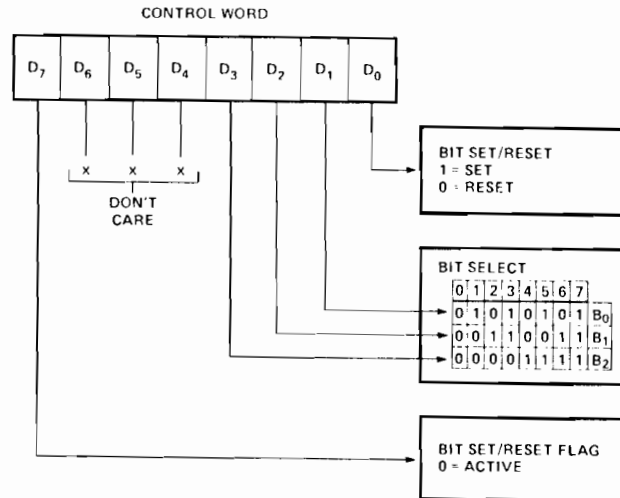 CONTROL WORD
D7 D6 D5 D4 D3 D2 D1 D0
X X X
DON'T
CARE
BIT SET/RESET
1 = SET
0 = RESET
BIT SELECT
0 1 2 3 4 5 6 7
0 1 0 1 0 1 0 1 B0
0 0 1 1 0 0 1 1 B1
0 0 0 0 1 1 1 1 B2
BIT SET/RESET FLAG
0 = ACTIVE